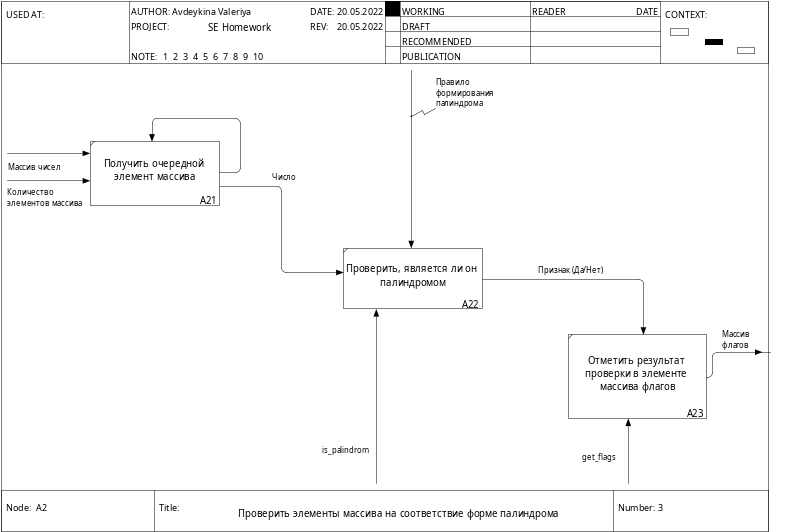 USED AT:
AUTHOR: Avdeykina Valeriya
DATE: 20.05.2022
PROJECT: SE Homework
REV: 20.05.2022
NOTE: 1 2 3 4 5 6 7 8 9 10
WORKING
DRAFT
RECOMMENDED
PUBLICATION
READER DATE
CONTEXT:
Правило
формирования
палиндрома
Массив чисел
Количество
элементов массива
Получить очередной
элемент массива
A21
Число
Проверить, является ли он
палиндромом
A22
Признак (Да/Нет)
Отметить результат
проверки в элементе
массива флагов
A23
Массив
флагов
is_palindrom
get_flags
Node: A2
Title:
Проверить элементы массива на соответствие форме палиндрома
Number: 3